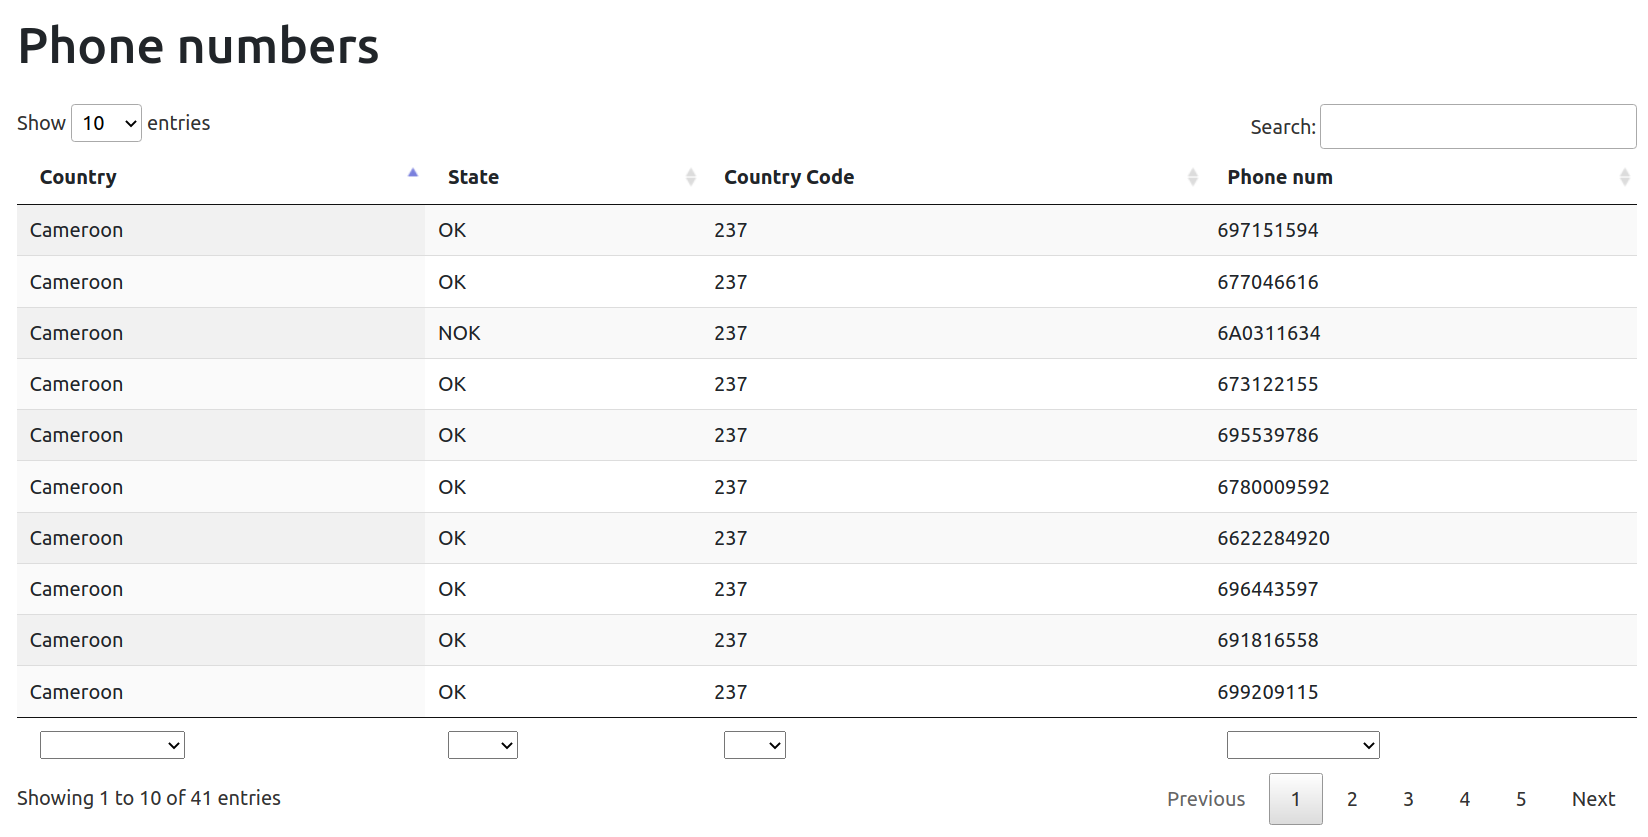 Phone numbers
Show 10 entries
Search:
Country State Country Code Phone num
Cameroon OK 237 697151594
Cameroon OK 237 677046616
Cameroon NOK 237 6A0311634
Cameroon OK 237 673122155
Cameroon OK 237 695539786
Cameroon OK 237 6780009592
Cameroon OK 237 6622284920
Cameroon OK 237 696443597
Cameroon OK 237 691816558
Cameroon OK 237 699209115
Showing 1 to 10 of 41 entries
Previous 1 2 3 4 5 Next